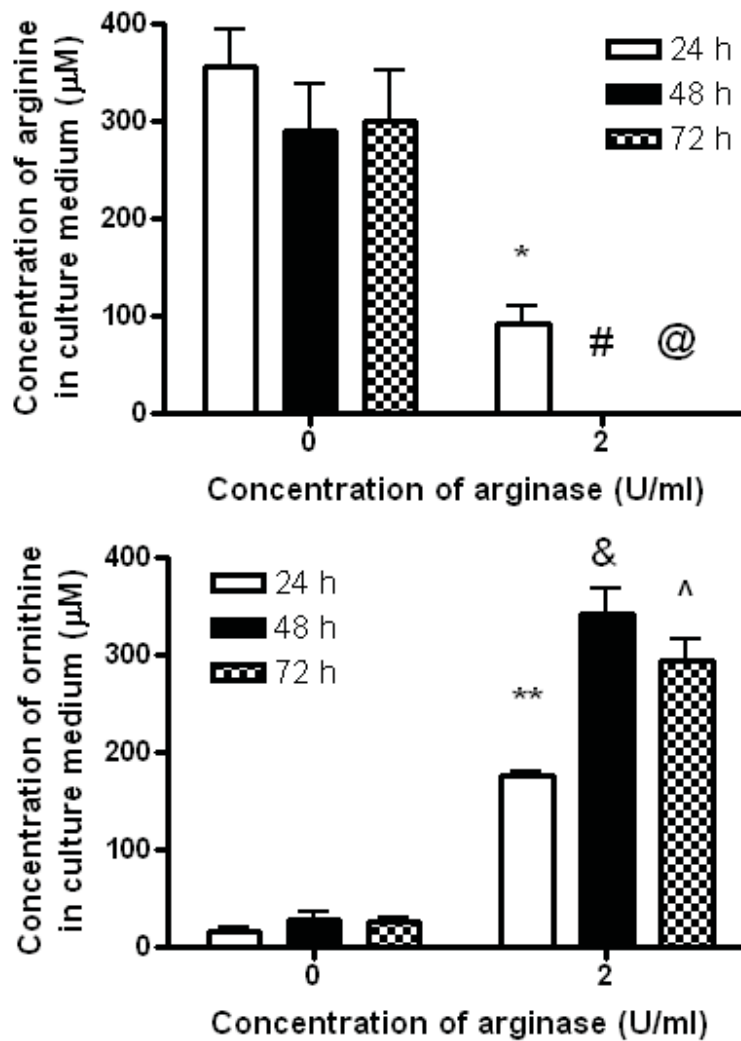 Concentration of arginine
in culture medium (μM)
400
300
200
100
0
24 h
48 h
72 h
*
#
@
0
2
Concentration of arginase (U/ml)
Concentration of ornithine
in culture medium (μM)
400
300
200
100
0
24 h
48 h
72 h
**
&
^
0
2
Concentration of arginase (U/ml)